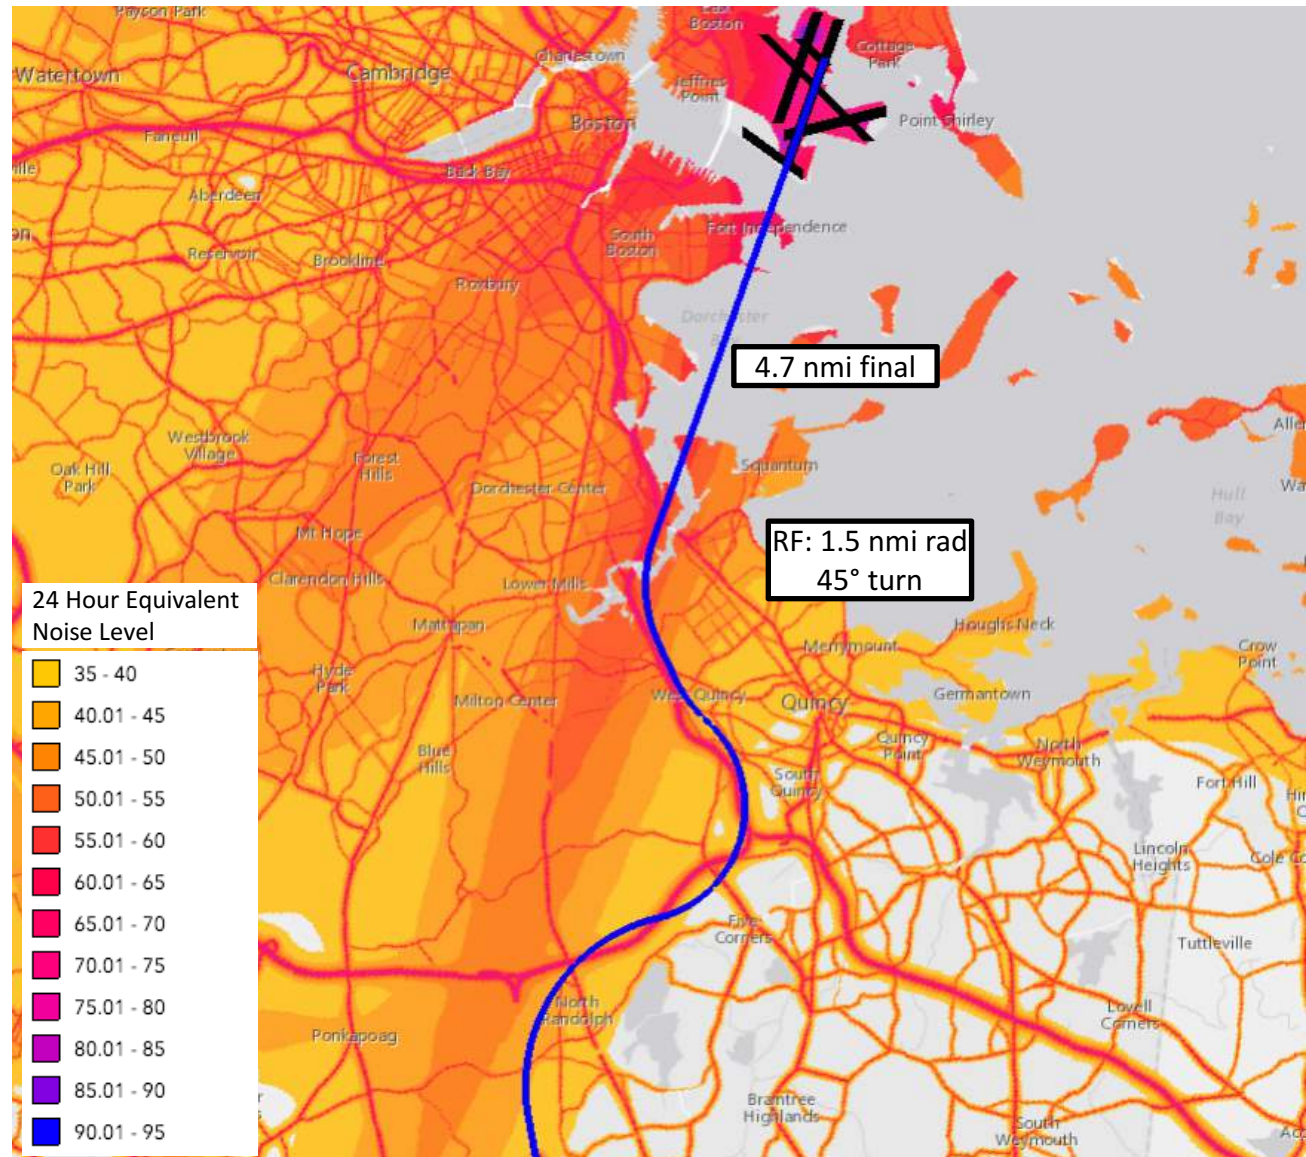 Payson Park
East
Boston
Watertown
Cambridge
Charlestown
Cottage
Park
Jeffries
Point
Faneuil
Boston
Point Shirley
Back Bay
Aberdeen
Fort Independence
South
Boston
Reservoir
Brookline
Roxbury
Dorchester
4.7 nmi final
Westbrook
Village
Forest
Hills
Squantum
Oak Hill
Park
Dorchester Center
Hull
Bay
Mt Hope
RF: 1.5 nmi rad
45° turn
Clarendon Hills
Lower Mills
24 Hour Equivalent
Noise Level
Mattapan
Houghs Neck
Merrymount
Crow
Point
35 - 40
Hyde
Park
Milton Center
West Quincy
Quincy
Germantown
40.01 - 45
Quincy
Point
North
Weymouth
45.01 - 50
Blue
Hills
South
Quincy
Fort Hill
50.01 - 55
55.01 - 60
Lincoln
Heights
60.01 - 65
65.01 - 70
Five
Corners
Tuttleville
70.01 - 75
75.01 - 80
North
Randolph
Lovell
Corners
80.01 - 85
Ponkapoag
85.01 - 90
Braintree
Highlands
90.01 - 95
South
Weymouth